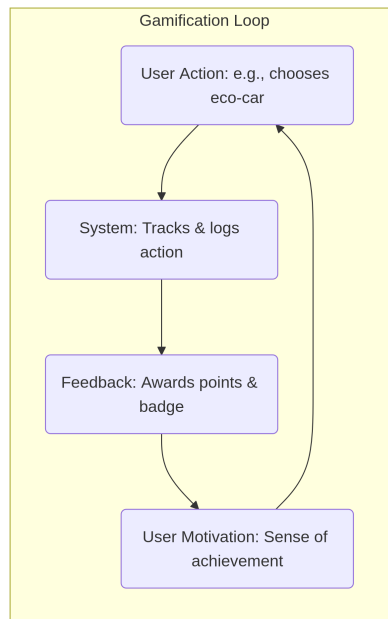 Gamification Loop
User Action: e.g., chooses
eco-car
System: Tracks & logs
action
Feedback: Awards points &
badge
User Motivation: Sense of
achievement